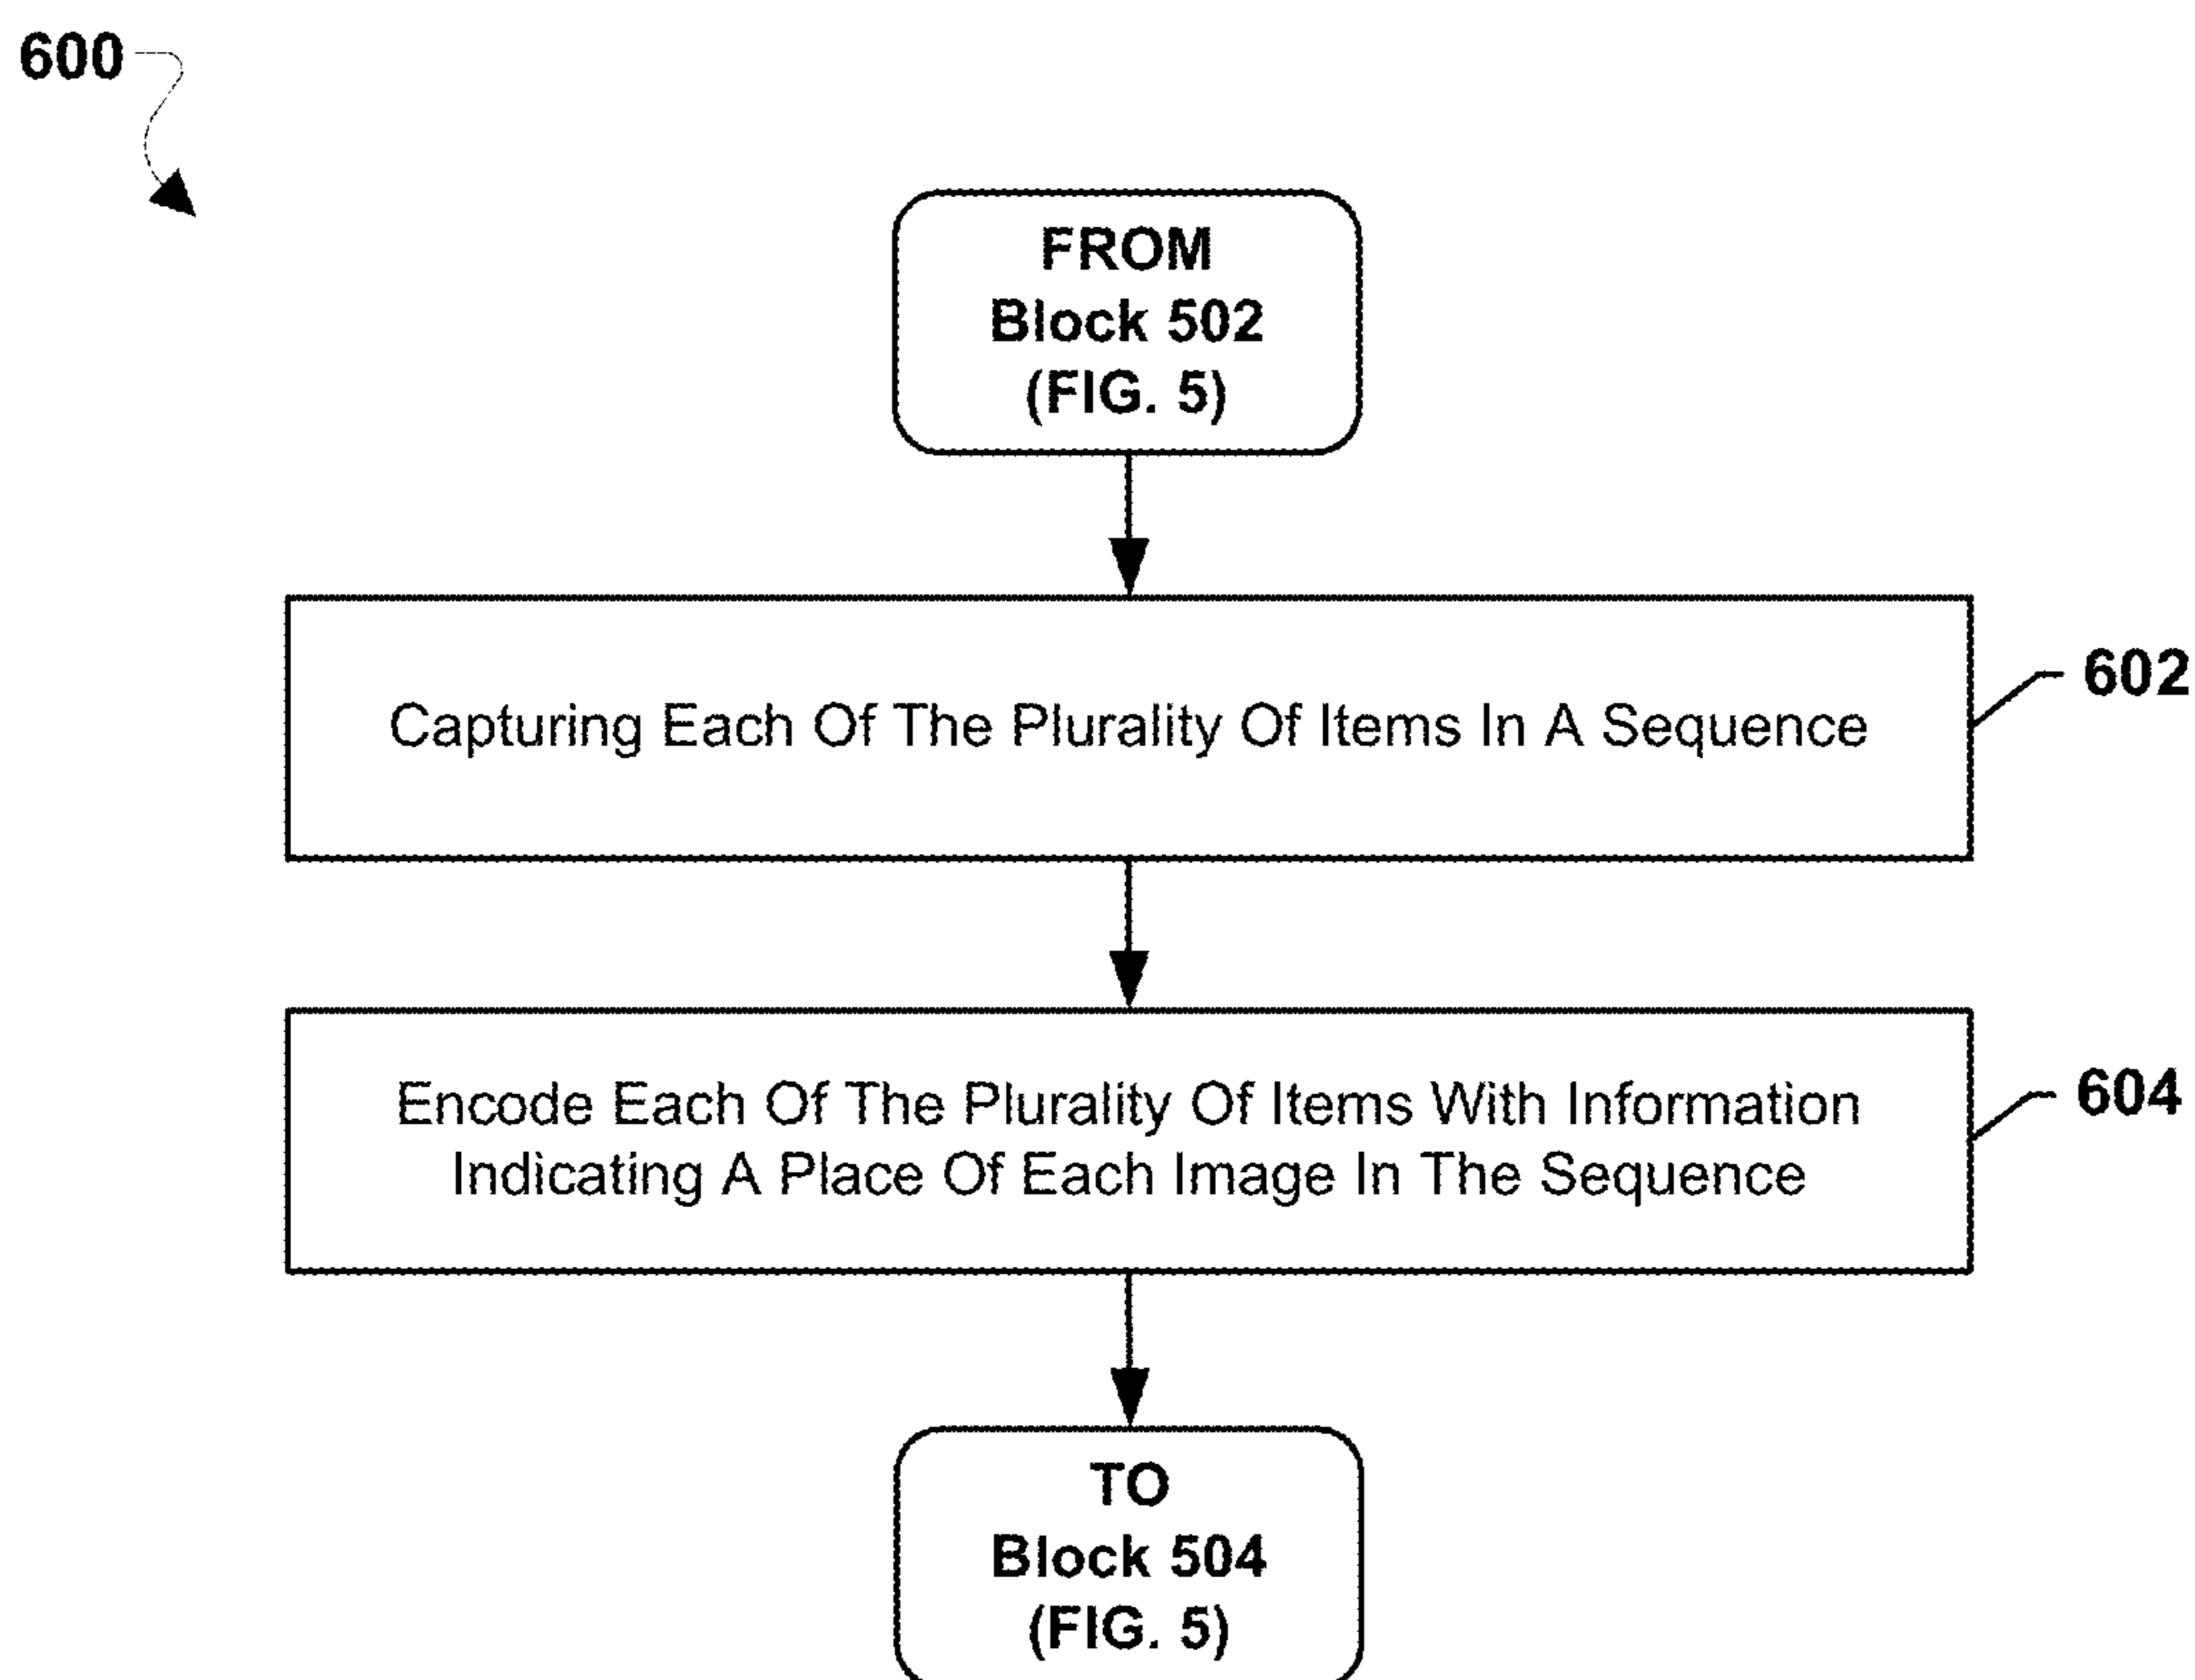 600
FROM
Block 502
(FIG. 5)
602
Capturing Each Of The Plurality Of Items In A Sequence
604
Encode Each Of The Plurality Of Items With Information
Indicating A Place Of Each Image In The Sequence
TO
Block 504
(FIG. 5)